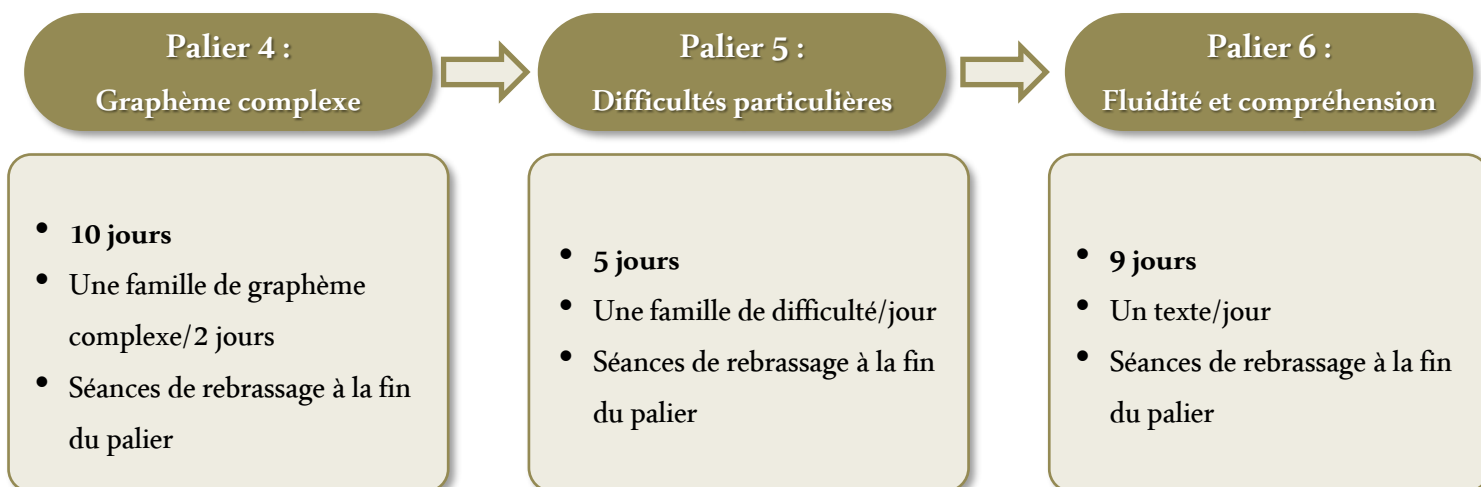 Palier 4 :
Graphème complexe
• 10 jours
• Une famille de graphème
complexe/2 jours
• Séances de rebrassage à la fin
du palier
Palier 5 :
Difficultés particulières
• 5 jours
• Une famille de difficulté/jour
• Séances de rebrassage à la fin
du palier
Palier 6 :
Fluidité et compréhension
• 9 jours
• Un texte/jour
• Séances de rebrassage à la fin
du palier